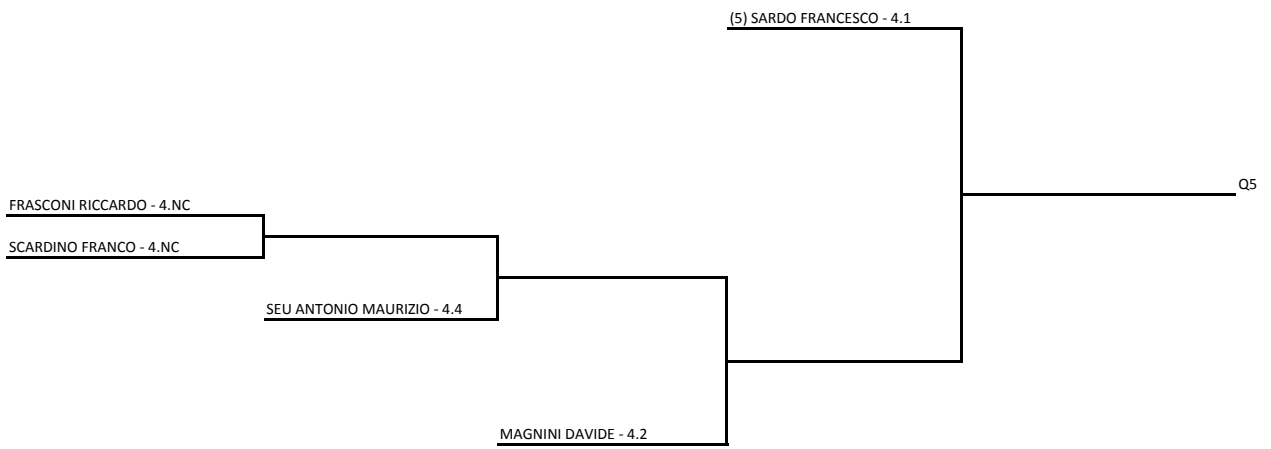 (5) SARDO FRANCESCO - 4.1
Q5
FRASCONI RICCARDO - 4.NC
SCARDINO FRANCO - 4.NC
SEU ANTONIO MAURIZIO - 4.4
MAGNINI DAVIDE - 4.2